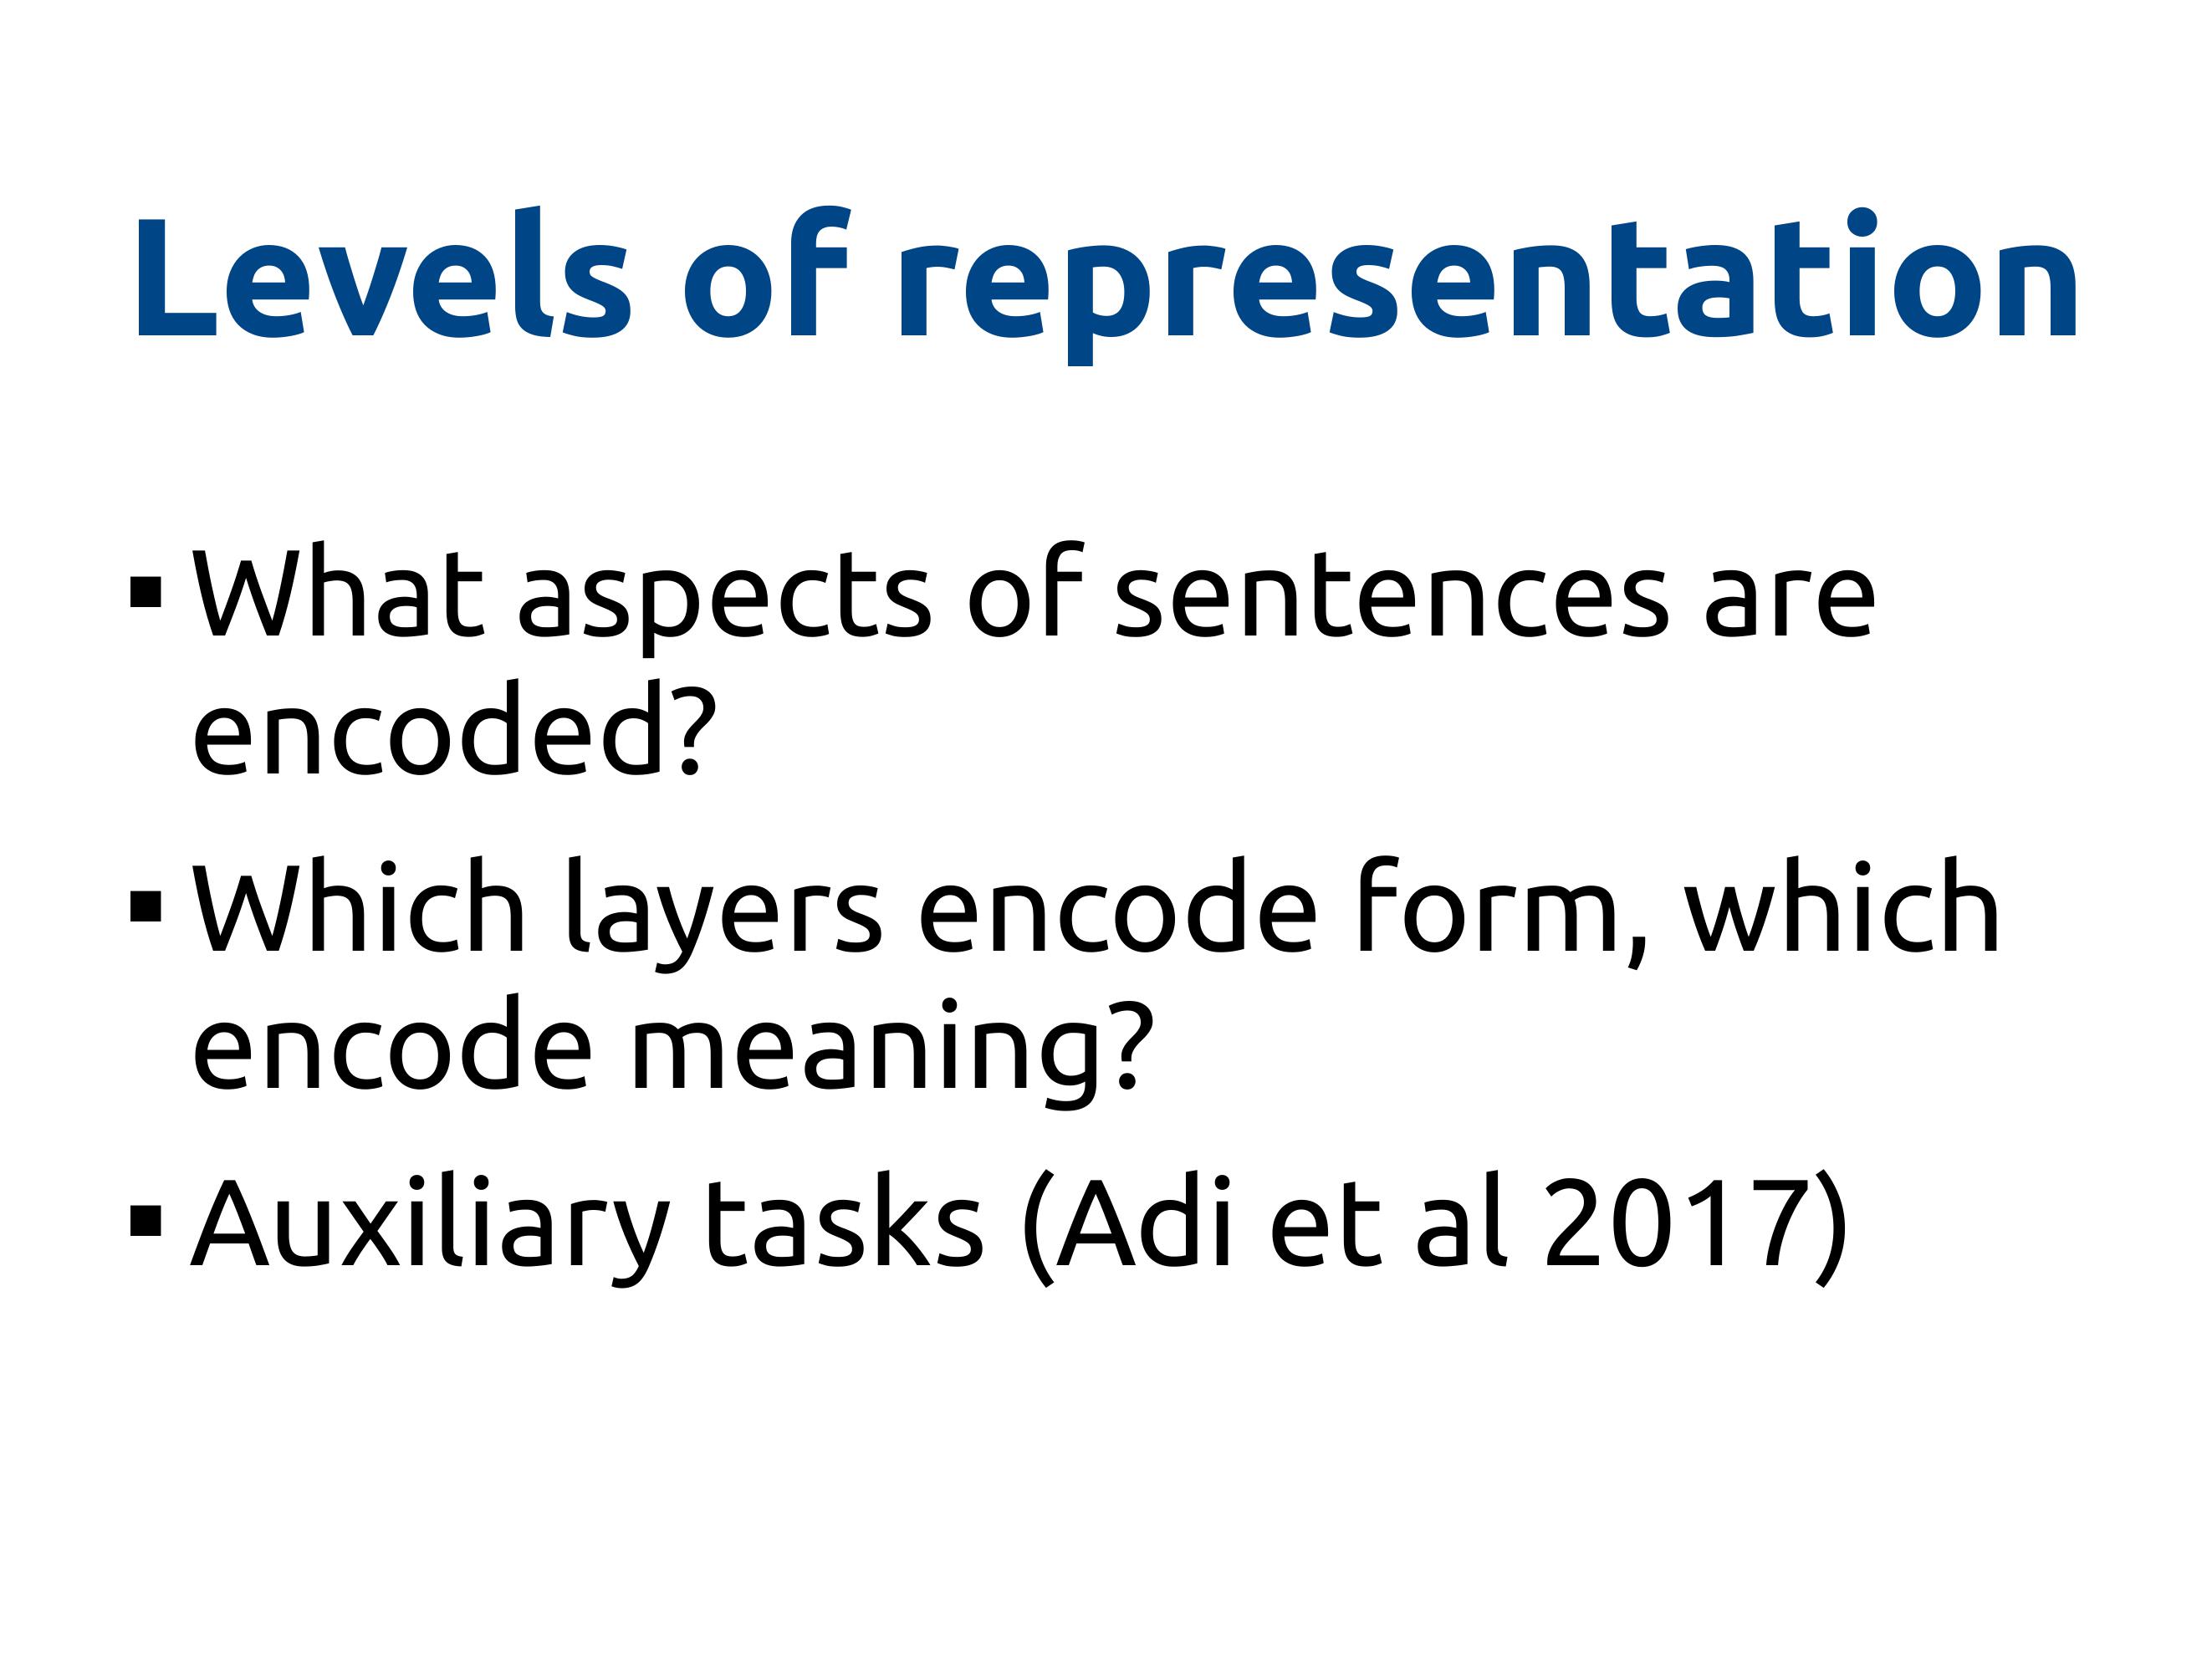 Levels of representation
▪ What aspects of sentences are
encoded?
▪ Which layers encode form, which
encode meaning?
▪ Auxiliary tasks (Adi et al 2017)